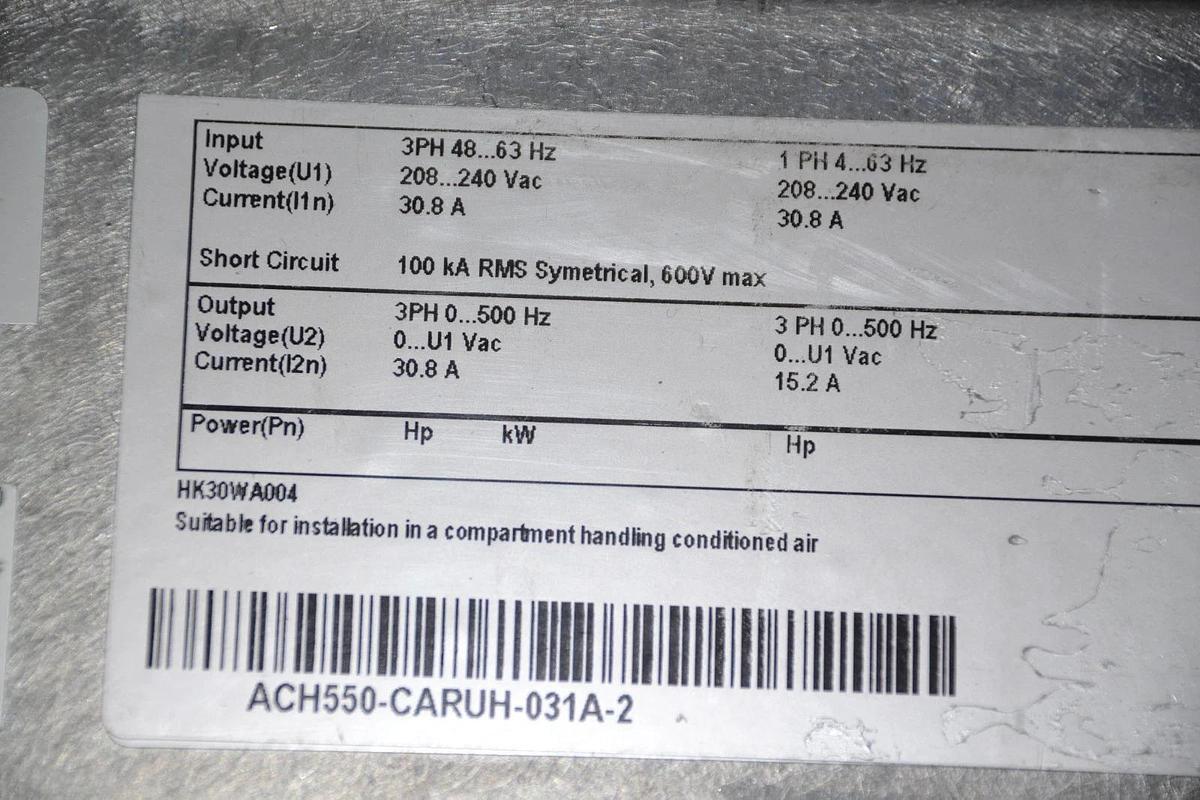 Input 3PH 48...63 Hz 1 PH 4...63 Hz
Voltage(U1) 208...240 Vac 208...240 Vac
Current(I1n) 30.8 A 30.8 A
Short Circuit 100 kA RMS Symetrical, 600V max
Output 3PH 0...500 Hz 3 PH 0...500 Hz
Voltage(U2) 0...U1 Vac 0...U1 Vac
Current(I2n) 30.8 A 15.2 A
Power(Pn) Hp kW Hp
HK30WA004
Suitable for installation in a compartment handling conditioned air
ACH550-CARUH-031A-2